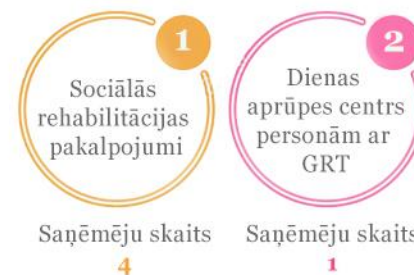 1
Sociālās
rehabilitācijas
pakalpojumi
Saņēmēju skaits
4
2
Dienas
aprūpes centrs
personām ar
GRT
Saņēmēju skaits
1